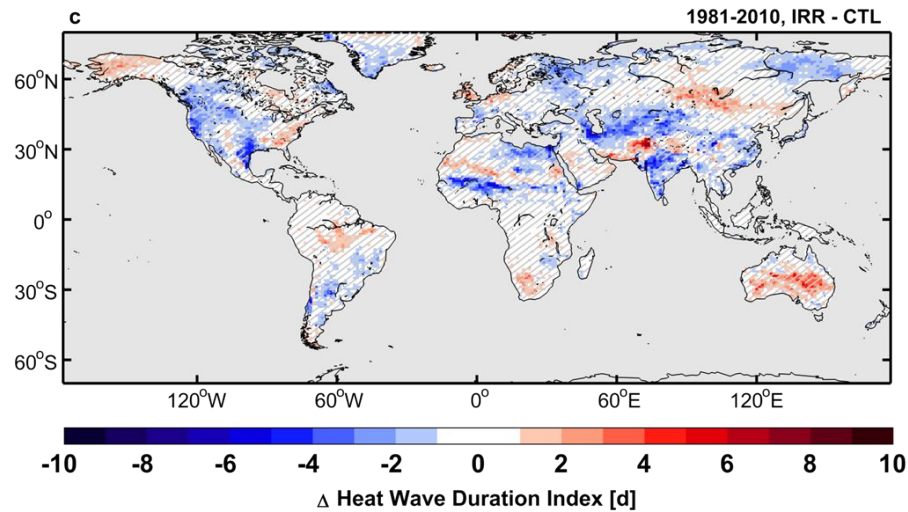 c 1981-2010, IRR - CTL
60°N
30°N
0°
30°S
60°S
120°W 60°W 0° 60°E 120°E
-10 -8 -6 -4 -2 0 2 4 6 8 10
Δ Heat Wave Duration Index [d]